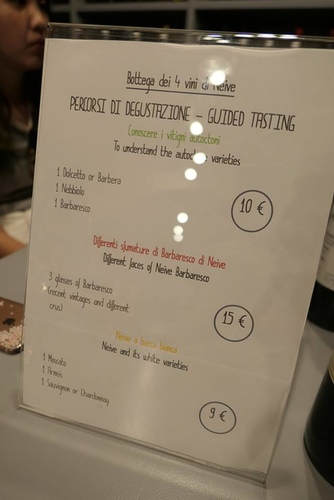 Bottega dei 4 vini di Neive
PERCORSI DI DEGUSTAZIONE - GUIDED TASTING
Conoscere i vitigni autoctoni
To understand the autoc varieties
1 Dolcetto or Barbera
1 Nebbiolo
1 Barbaresco
10 €
Differenti sfumature di Barbaresco di Neive
Different faces of Neive Barbaresco
3 glasses of Barbaresco
(recent vintages and different
crus)
15 €
Neive a bacca bianca
Neive and its white varieties
1 Moscato
1 Arneis
1 Sauvignon or Chardonnay
9 €